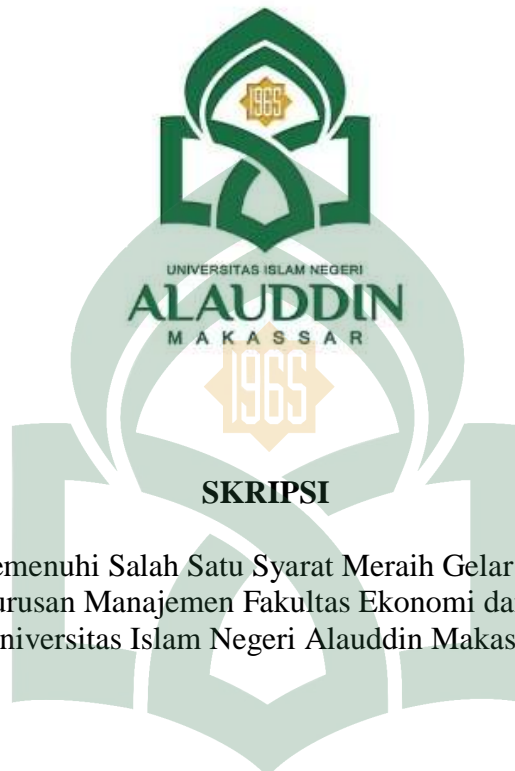 1965
UNIVERSITAS ISLAM NEGERI
ALAUDDIN
MAKASSAR
1965
SKRIPSI
emenuhi Salah Satu Syarat Meraih Gelar
urusan Manajemen Fakultas Ekonomi da
niversitas Islam Negeri Alauddin Makas